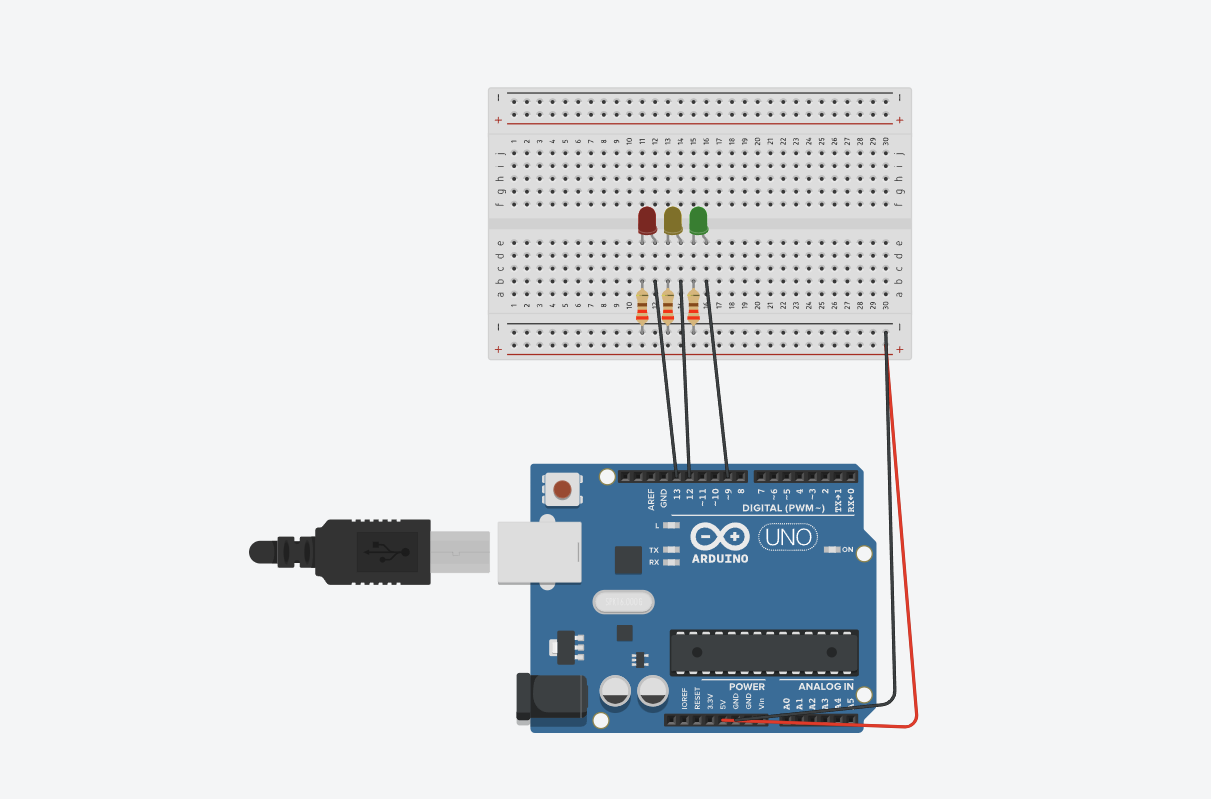 − −
+ +
1 2 3 4 5 6 7 8 9 10 11 12 13 14 15 16 17 18 19 20 21 22 23 24 25 26 27 28 29 30
j j
i i
h h
g g
f f
e e
d d
c c
b b
a a
1 2 3 4 5 6 7 8 9 10 11 14 16 17 18 19 20 21 22 23 24 25 26 27 28 29 30
− −
+ +
AREF GND 13 12 ~11 ~10 ~9 8 7 ~6 ~5 4 ~3 2 TX→1 RX←0
DIGITAL (PWM~)
L
TX
RX
ARDUINO
UNO
ON
POWER ANALOG IN
IOREF RESET 3.3V 5V GND GND Vin A0 A1 A2 A3 A4 A5